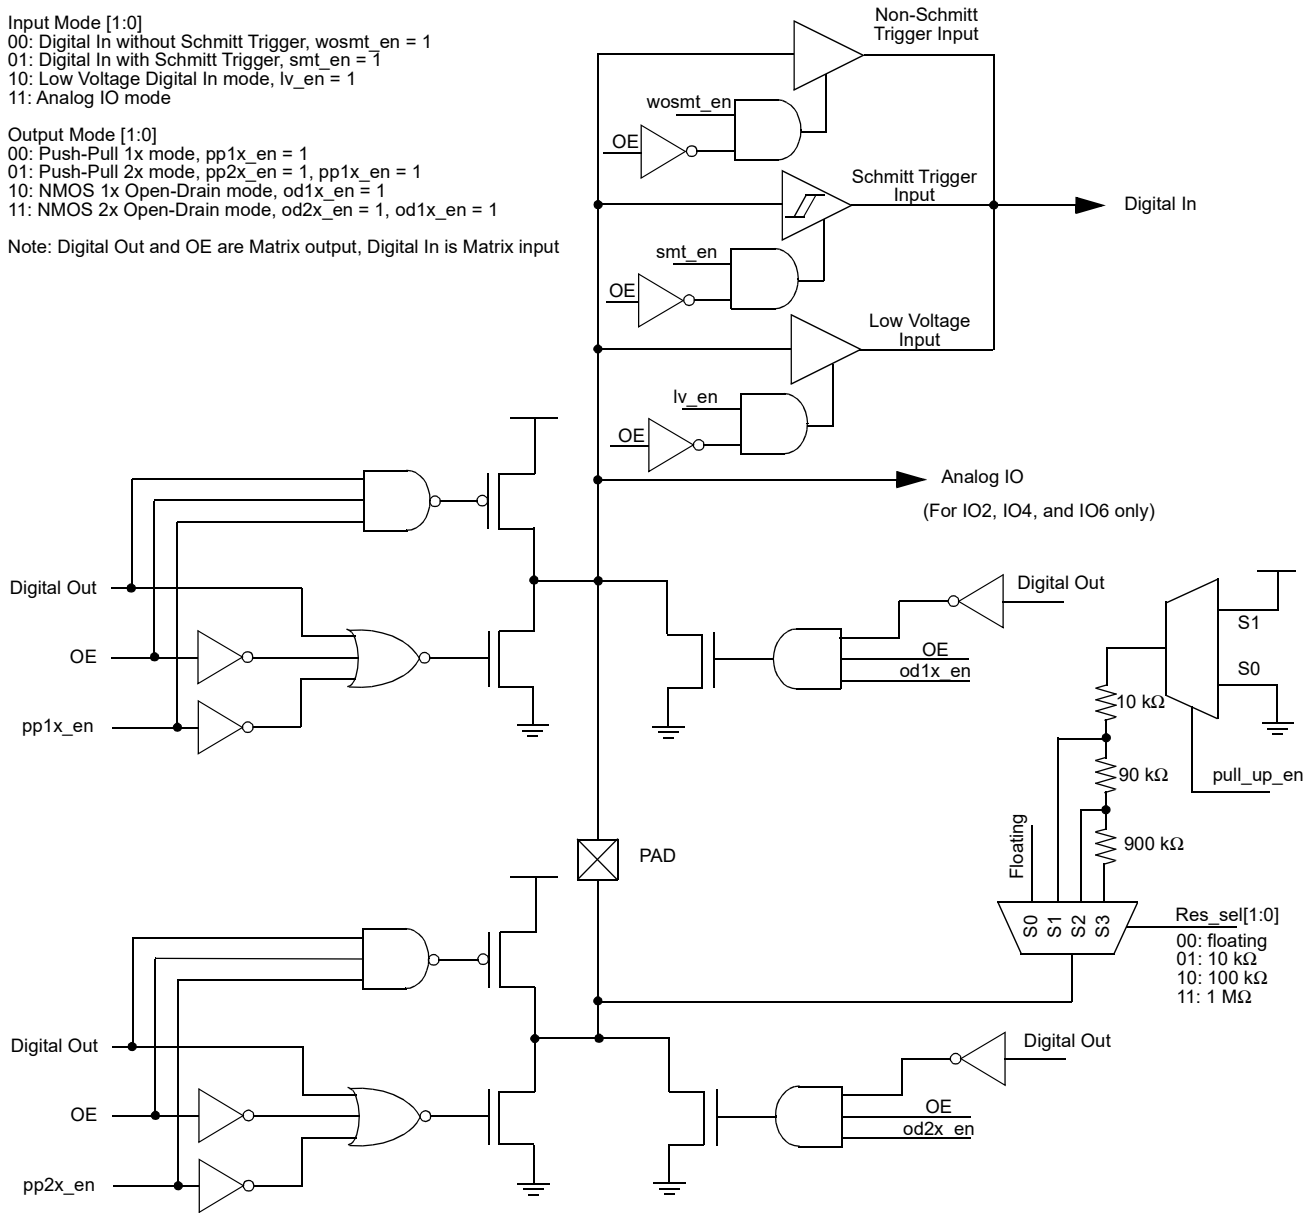 Input Mode [1:0]
00: Digital In without Schmitt Trigger, wosmt_en = 1
01: Digital In with Schmitt Trigger, smt_en = 1
10: Low Voltage Digital In mode, lv_en = 1
11: Analog IO mode
Output Mode [1:0]
00: Push-Pull 1x mode, pp1x_en = 1
01: Push-Pull 2x mode, pp2x_en = 1, pp1x_en = 1
10: NMOS 1x Open-Drain mode, od1x_en = 1
11: NMOS 2x Open-Drain mode, od2x_en = 1, od1x_en = 1
Note: Digital Out and OE are Matrix output, Digital In is Matrix input
Non-Schmitt
Trigger Input
wosmt_en
OE
Schmitt Trigger
Input
Digital In
smt_en
OE
Low Voltage
Input
lv_en
OE
Analog IO
(For IO2, IO4, and IO6 only)
Digital Out
OE
pp1x_en
Digital Out
OE
od1x_en
S1
S0
10 kΩ
90 kΩ
pull_up_en
900 kΩ
Floating
PAD
S0
S1
S2
S3
Res_sel[1:0]
00: floating
01: 10 kΩ
10: 100 kΩ
11: 1 MΩ
Digital Out
OE
pp2x_en
Digital Out
OE
od2x_en